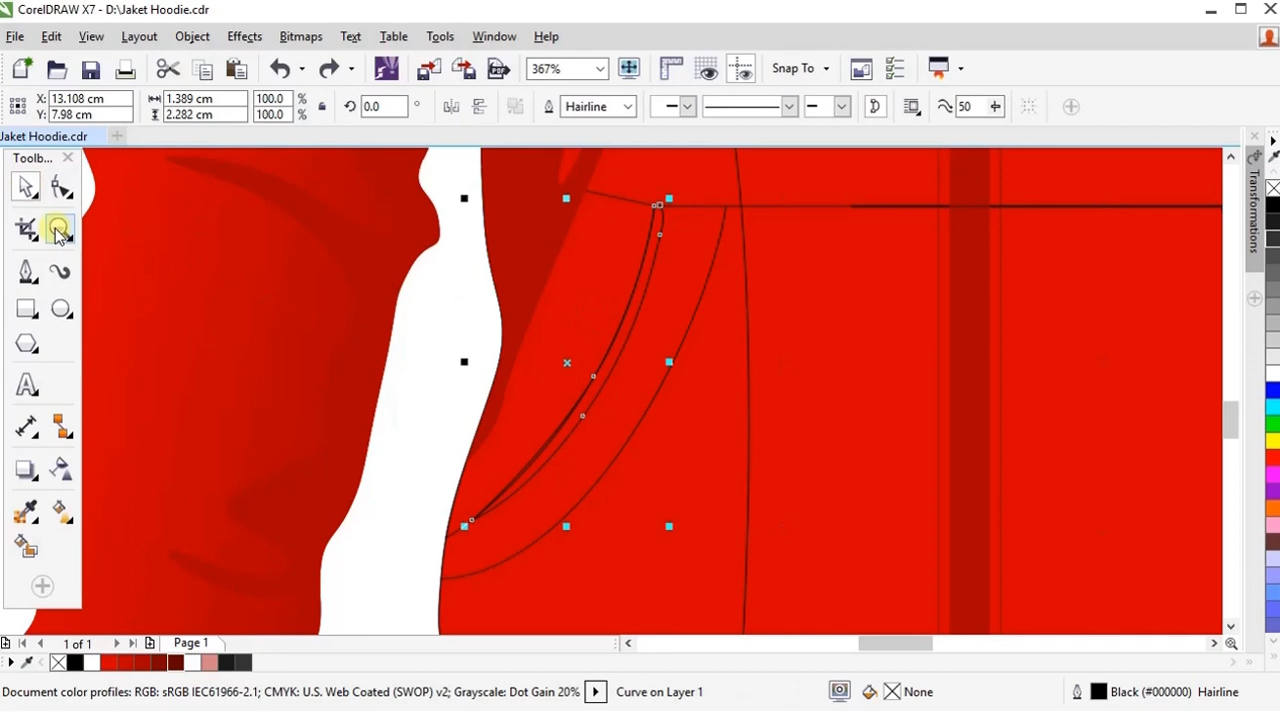 CorelDRAW X7 - D:\Jaket Hoodie.cdr
File Edit View Layout Object Effects Bitmaps Text Table Tools Window Help
367% Snap To
X: 13.108 cm 1.389 cm 100.0 % 0.0 ° Hairline 50
Y: 7.98 cm 2.282 cm 100.0 %
Jaket Hoodie.cdr
Toolb...
Transformations
1 of 1 Page 1
Document color profiles: RGB: sRGB IEC61966-2.1; CMYK: U.S. Web Coated (SWOP) v2; Grayscale: Dot Gain 20% Curve on Layer 1 None Black (#000000) Hairline